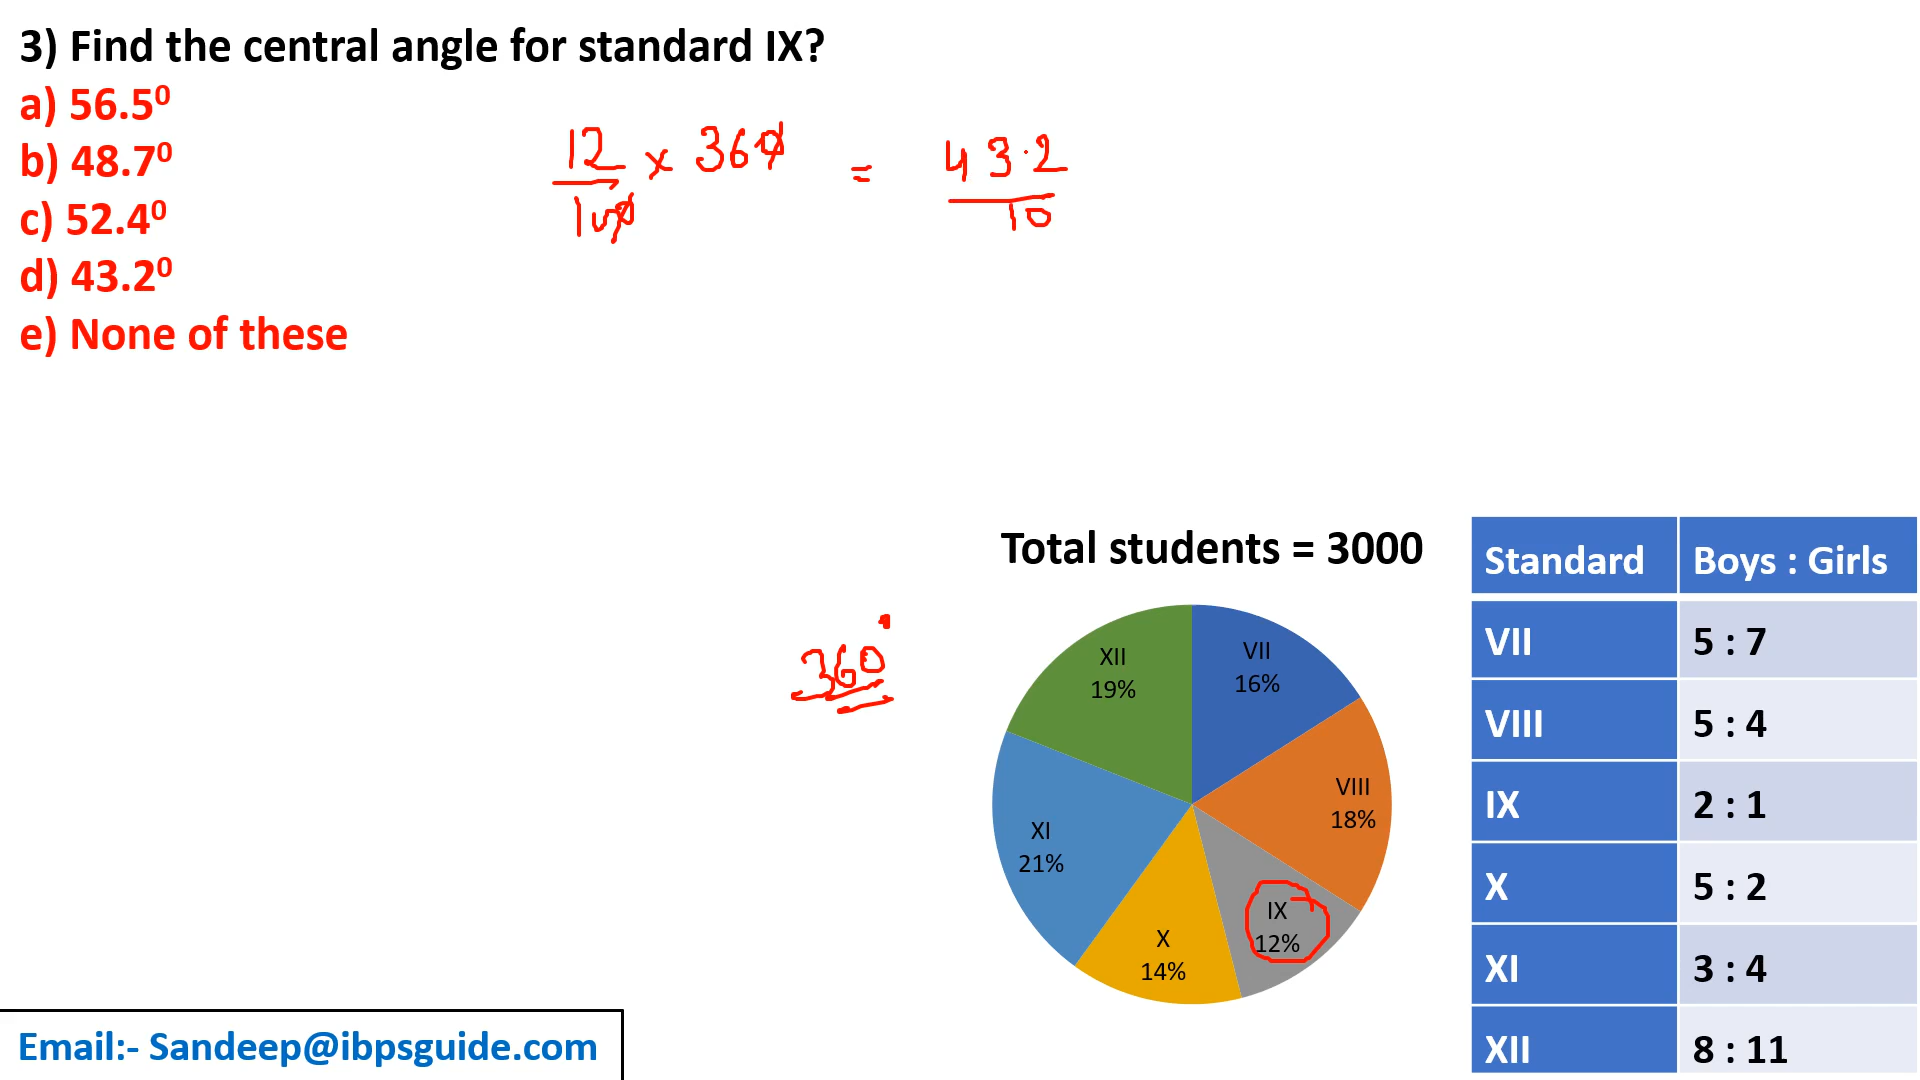 3) Find the central angle for standard IX?
a) 56.5⁰
b) 48.7⁰
c) 52.4⁰
d) 43.2⁰
e) None of these
12/100 x 360 = 43.2/10
Total students = 3000
360°
XII
19%
VII
16%
VIII
18%
XI
21%
IX
12%
X
14%
Standard Boys : Girls
VII 5 : 7
VIII 5 : 4
IX 2 : 1
X 5 : 2
XI 3 : 4
XII 8 : 11
Email:- Sandeep@ibpsguide.com